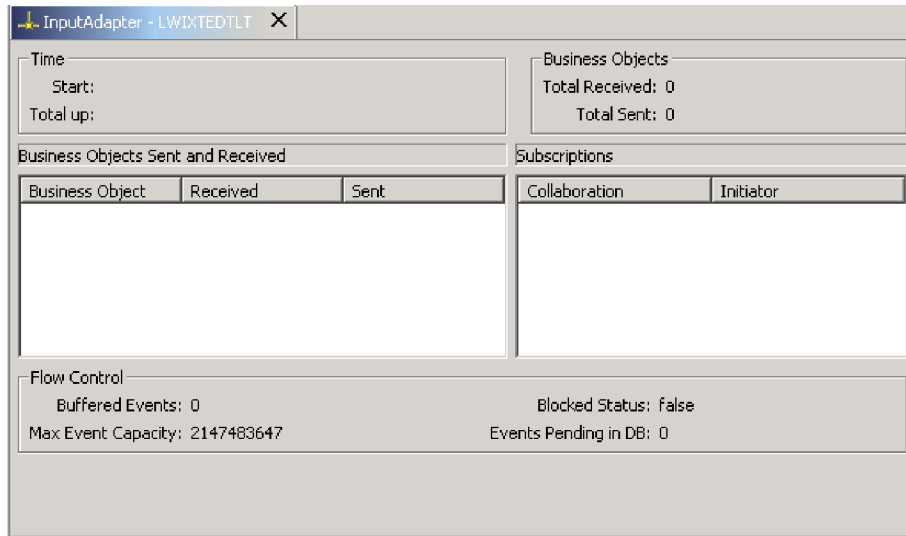 InputAdapter - LWIXTEDTLT
Time
Start:
Total up:
Business Objects
Total Received: 0
Total Sent: 0
Business Objects Sent and Received
Business Object Received Sent
Subscriptions
Collaboration Initiator
Flow Control
Buffered Events: 0 Blocked Status: false
Max Event Capacity: 2147483647 Events Pending in DB: 0